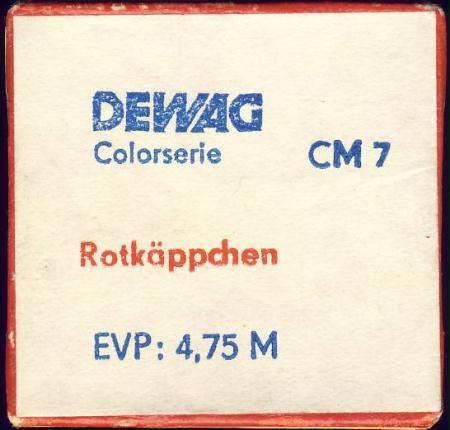 DEWAG
Colorserie CM 7
Rotkäppchen
EVP: 4,75 M